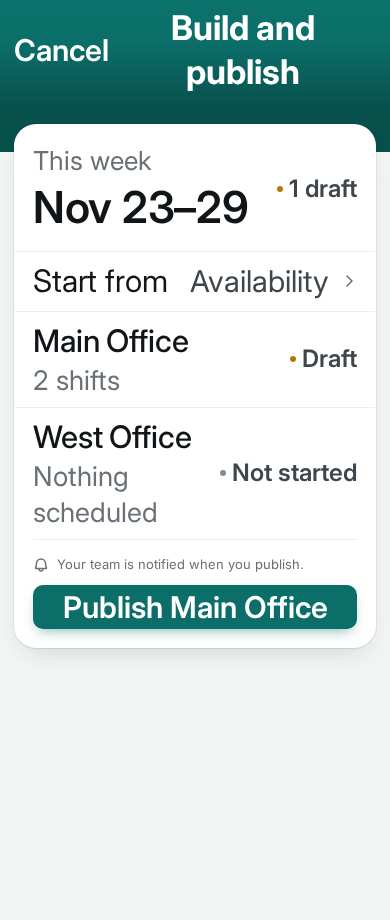 Cancel
Build and
publish
This week
Nov 23–29
1 draft
Start from
Availability
Main Office
2 shifts
Draft
West Office
Nothing
scheduled
Not started
Your team is notified when you publish.
Publish Main Office